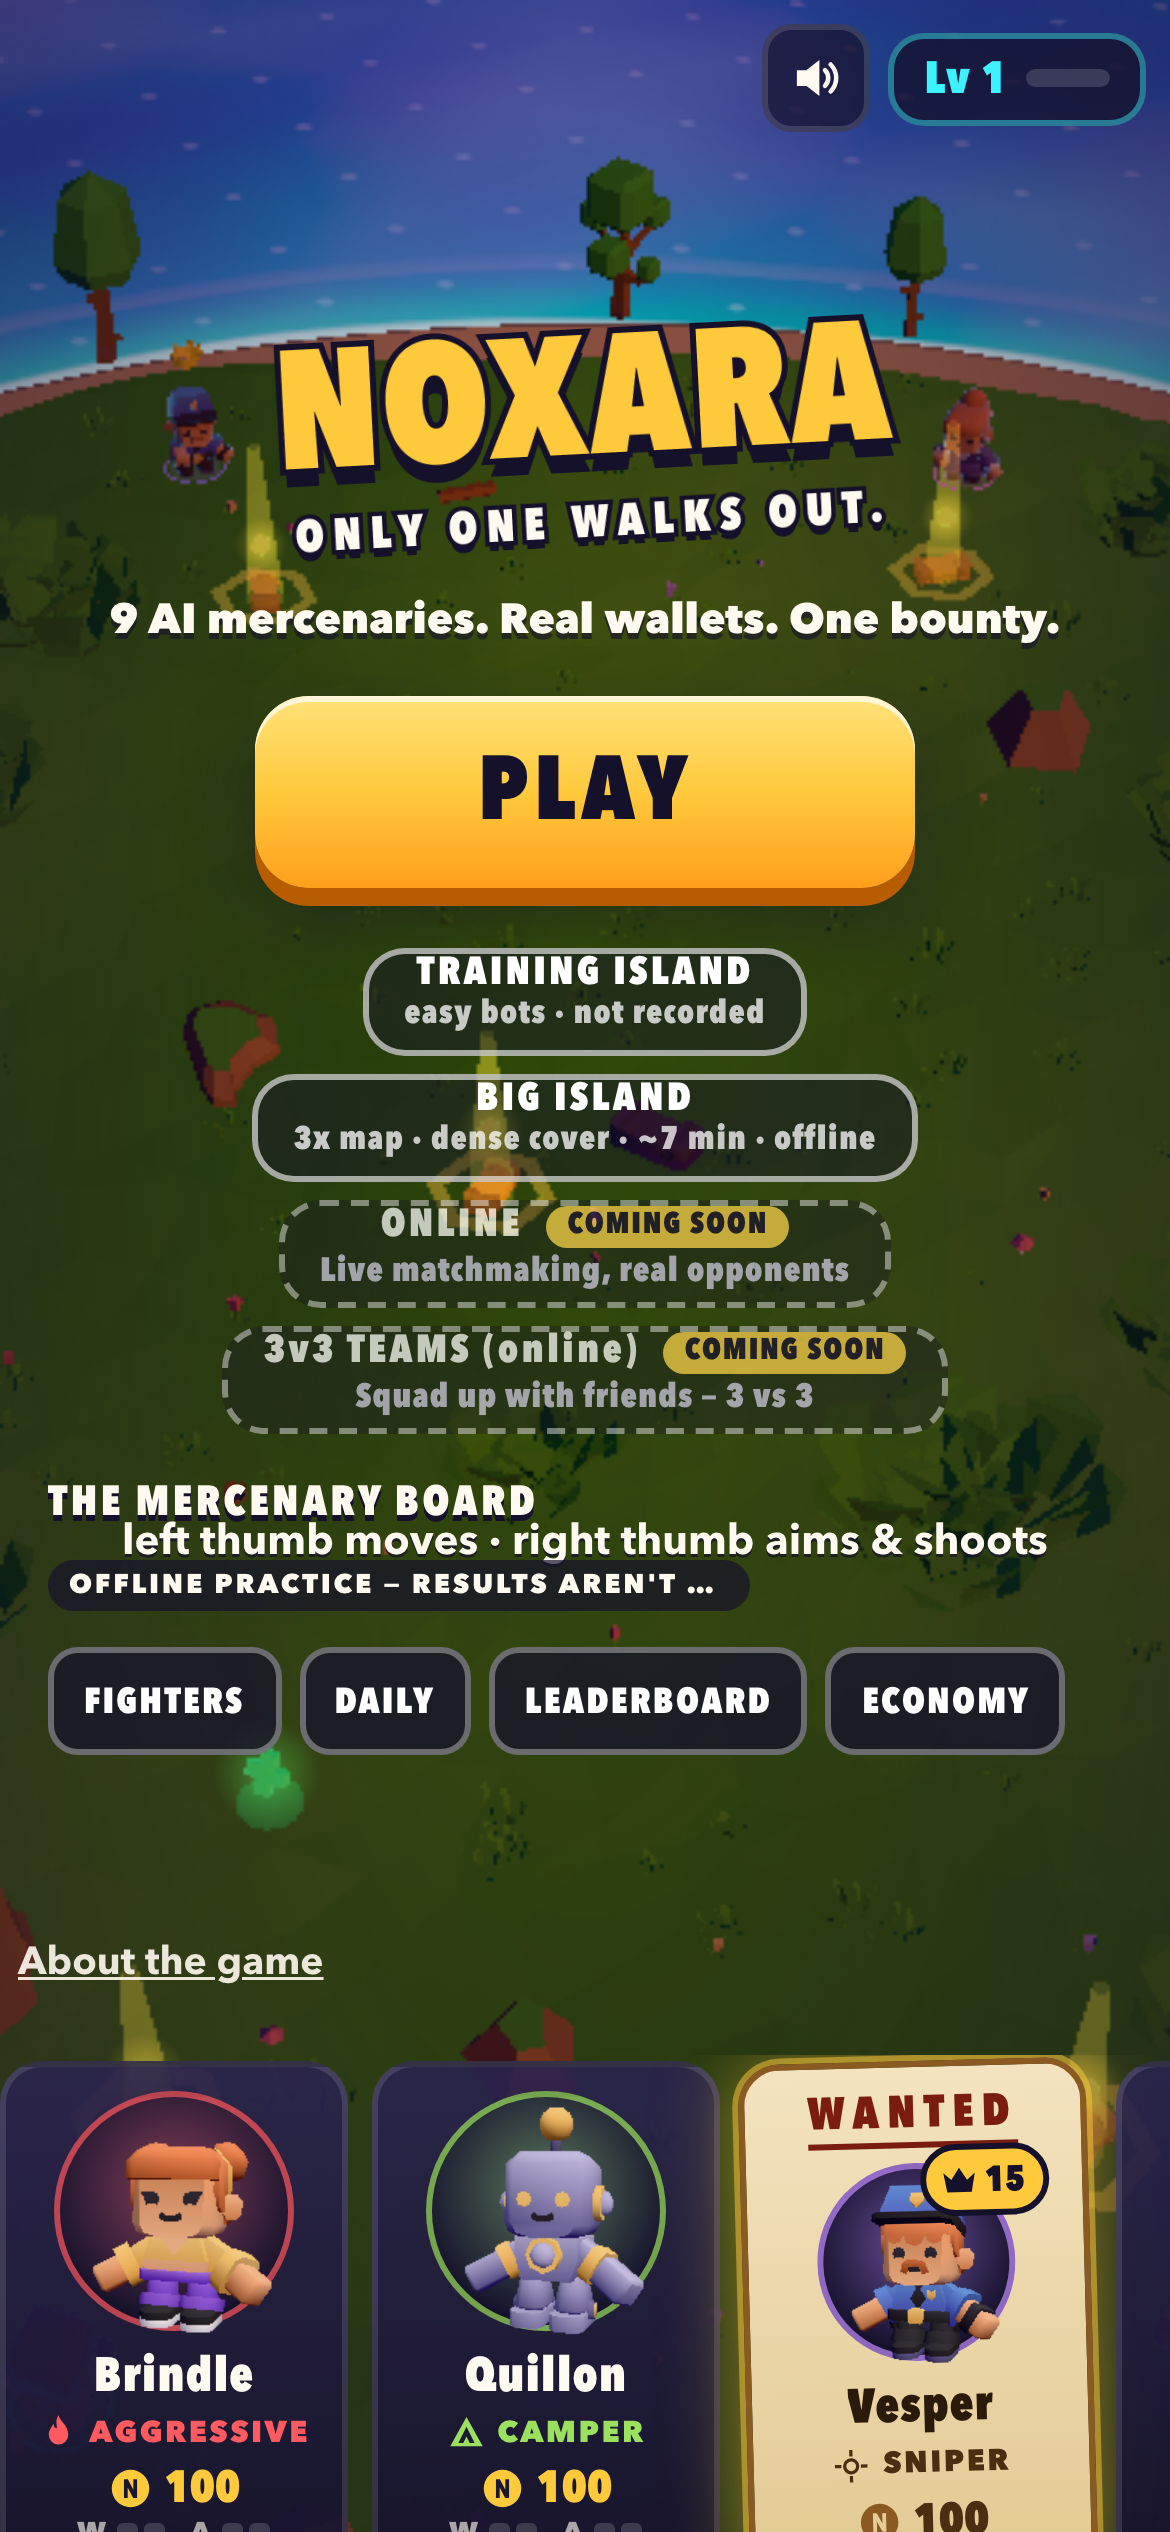 Lv 1
NOXARA
ONLY ONE WALKS OUT.
9 AI mercenaries. Real wallets. One bounty.
PLAY
TRAINING ISLAND
easy bots · not recorded
BIG ISLAND
3x map · dense cover · ~7 min · offline
ONLINE COMING SOON
Live matchmaking, real opponents
3v3 TEAMS (online) COMING SOON
Squad up with friends – 3 vs 3
THE MERCENARY BOARD
left thumb moves · right thumb aims & shoots
OFFLINE PRACTICE – RESULTS AREN'T ...
FIGHTERS DAILY LEADERBOARD ECONOMY
About the game
Brindle
AGGRESSIVE
N 100
W A
Quillon
CAMPER
N 100
W A
WANTED
15
Vesper
SNIPER
N 100